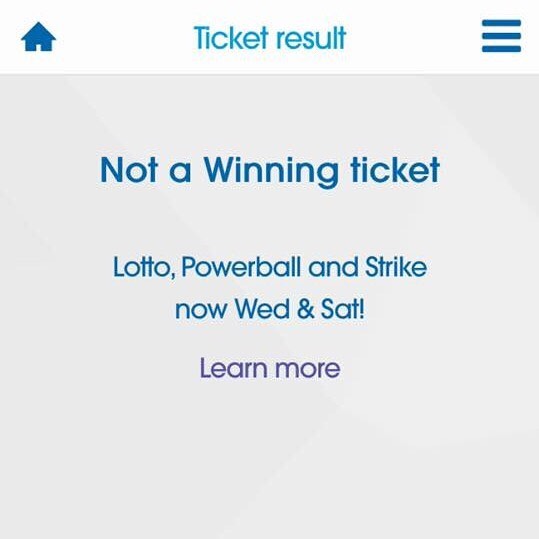 Ticket result
Not a Winning ticket
Lotto, Powerball and Strike
now Wed & Sat!
Learn more